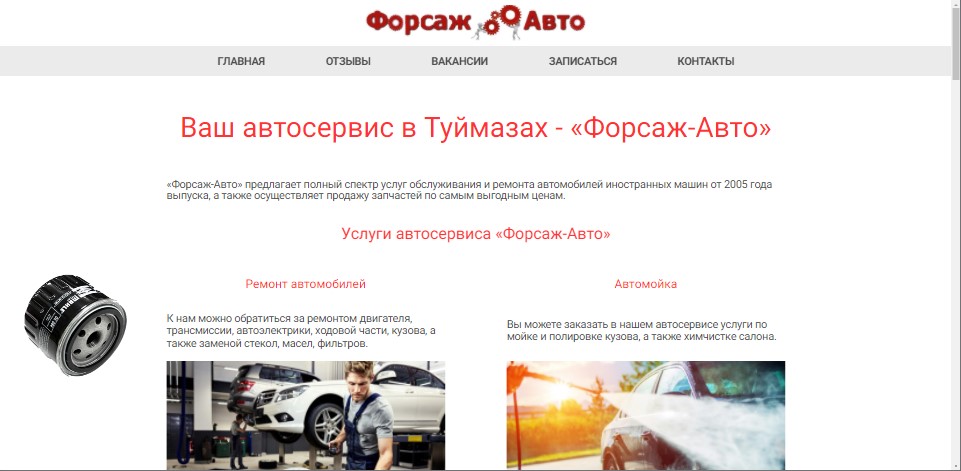 Форсаж Авто
ГЛАВНАЯ ОТЗЫВЫ ВАКАНСИИ ЗАПИСАТЬСЯ КОНТАКТЫ
Ваш автосервис в Туймазах - «Форсаж-Авто»
«Форсаж-Авто» предлагает полный спектр услуг обслуживания и ремонта автомобилей иностранных машин от 2005 года
выпуска, а также осуществляет продажу запчастей по самым выгодным ценам.
Услуги автосервиса «Форсаж-Авто»
Ремонт автомобилей
К нам можно обратиться за ремонтом двигателя,
трансмиссии, автоэлектрики, ходовой части, кузова, а
также заменой стекол, масел, фильтров.
Автомойка
Вы можете заказать в нашем автосервисе услуги по
мойке и полировке кузова, а также химчистке салона.